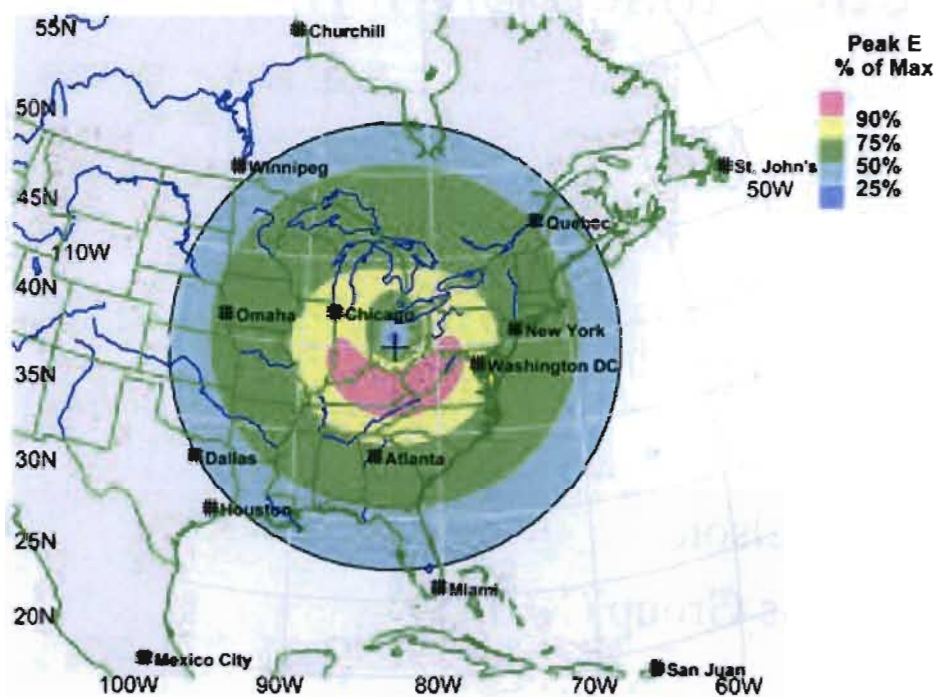 55N
Churchill
Peak E
% of Max
90%
75%
50%
25%
50N
Winnipeg
St. John's
50W
45N
Quebec
110W
40N
Omaha
Chicago
New York
35N
Washington DC
30N
Dallas
Atlanta
Houston
25N
Miami
20N
Mexico City
San Juan
100W
90W
80W
70W
60W